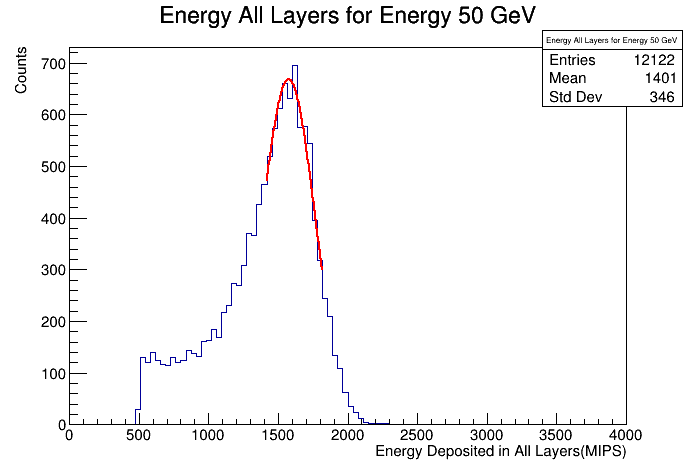 Energy All Layers for Energy 50 GeV
Energy All Layers for Energy 50 GeV
Entries 12122
Mean 1401
Std Dev 346
Counts
700
600
500
400
300
200
100
0
0 500 1000 1500 2000 2500 3000 3500 4000
Energy Deposited in All Layers(MIPS)